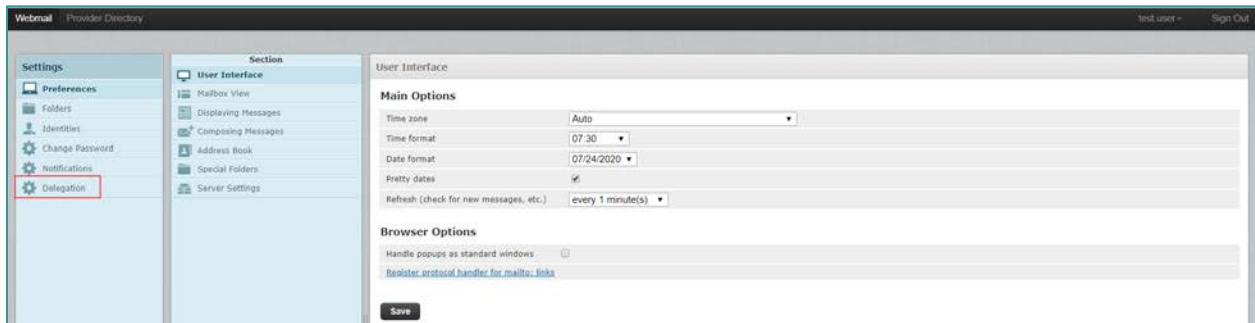 Webmail Provider Directory test user Sign Out
Settings
Preferences
Folders
Identities
Change Password
Notifications
Delegation
Section
User Interface
Mailbox View
Displaying Messages
Composing Messages
Address Book
Special Folders
Server Settings
User Interface
Main Options
Time zone Auto
Time format 07:30
Date format 07/24/2020
Pretty dates
Refresh (check for new messages, etc.) every 1 minute(s)
Browser Options
Handle popups as standard windows
Register protocol handler for mailto: links
Save